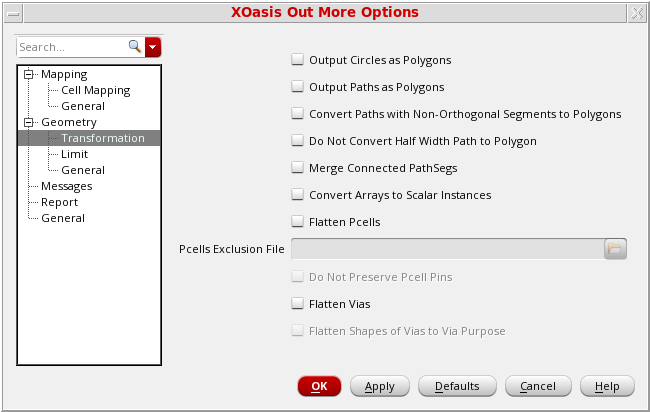 XOasis Out More Options
Search...
Mapping
Cell Mapping
General
Geometry
Transformation
Limit
General
Messages
Report
General
Output Circles as Polygons
Output Paths as Polygons
Convert Paths with Non-Orthogonal Segments to Polygons
Do Not Convert Half Width Path to Polygon
Merge Connected PathSegs
Convert Arrays to Scalar Instances
Flatten Pcells
Pcells Exclusion File
Do Not Preserve Pcell Pins
Flatten Vias
Flatten Shapes of Vias to Via Purpose
OK Apply Defaults Cancel Help